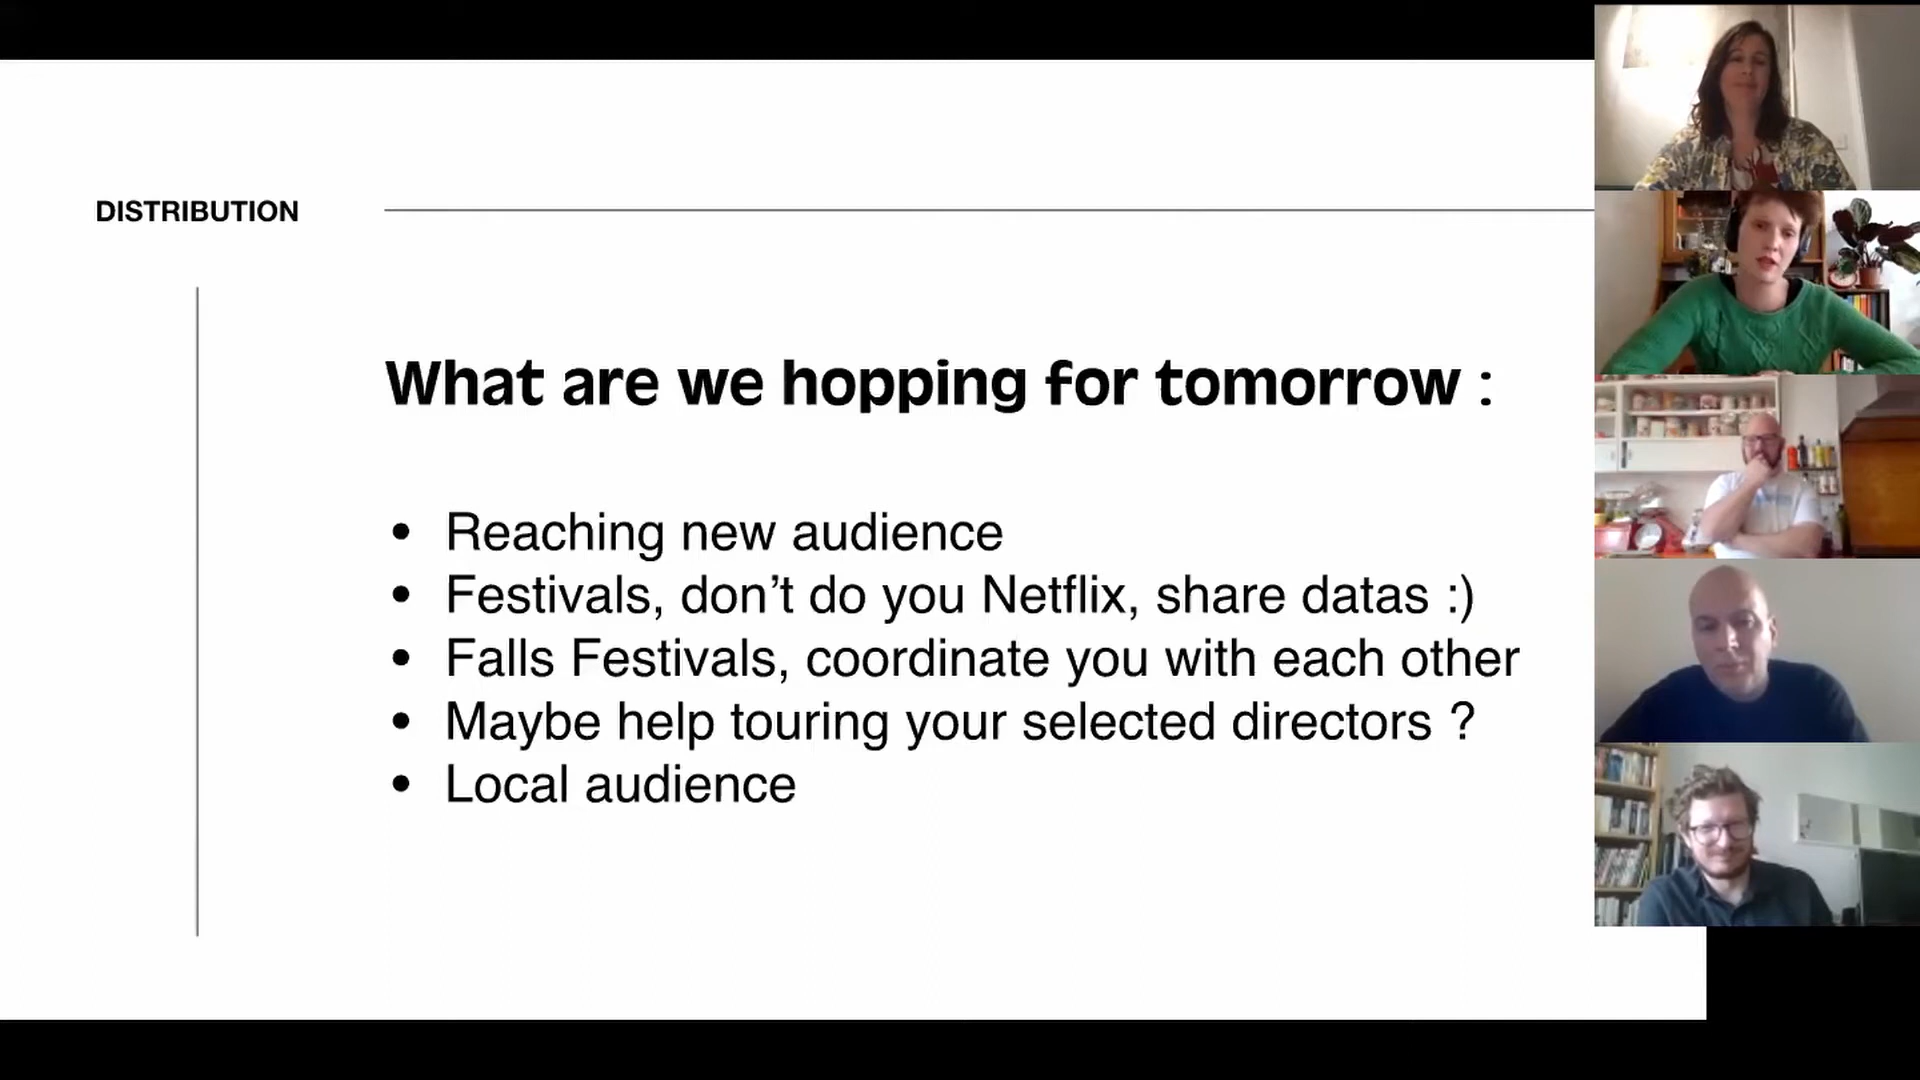 DISTRIBUTION
What are we hopping for tomorrow :
• Reaching new audience
• Festivals, don’t do you Netflix, share datas :)
• Falls Festivals, coordinate you with each other
• Maybe help touring your selected directors ?
• Local audience